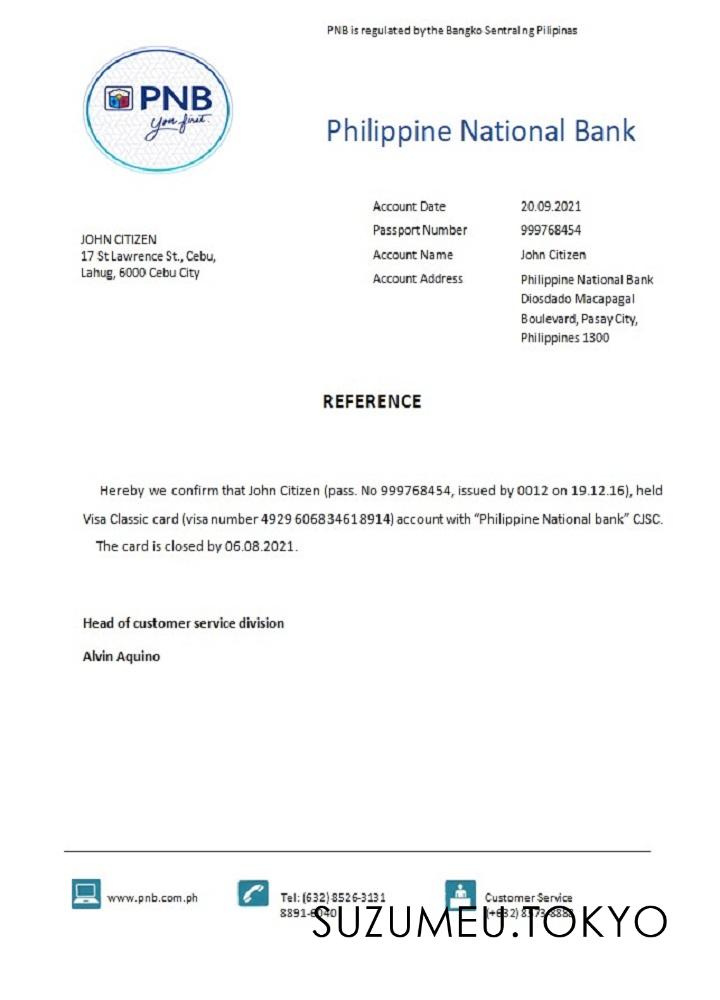 PNB is regulated by the Bangko Sentral ng Pilipinas
PNB
You first.
Philippine National Bank
Account Date 20.09.2021
Passport Number 999768454
Account Name John Citizen
Account Address Philippine National Bank
Diosdado Macapagal
Boulevard, Pasay City,
Philippines 1300
JOHN CITIZEN
17 St Lawrence St., Cebu,
Lahug, 6000 Cebu City
REFERENCE
Hereby we confirm that John Citizen (pass. No 999768454, issued by 0012 on 19.12.16), held
Visa Classic card (visa number 4929 606834618914) account with “Philippine National bank” CJSC.
The card is closed by 06.08.2021.
Head of customer service division
Alvin Aquino
www.pnb.com.ph
Tel: (632) 8526-3131
Customer Service
SUZUMEU.TOKYO